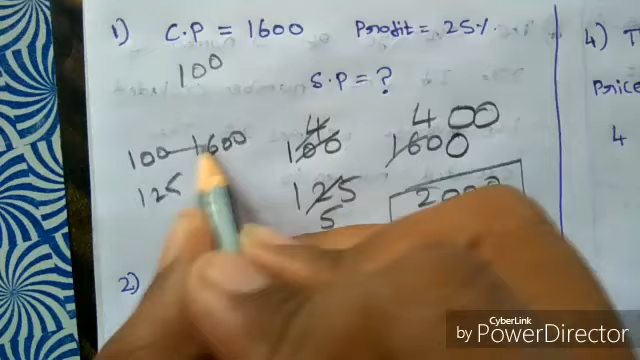 1) C.P = 1600 Profit = 25%.
100 S.P = ?
4 400
100 — 1600 100 1600
125 125 2000
5
2)
4) T
Price
4
CyberLink
by PowerDirector